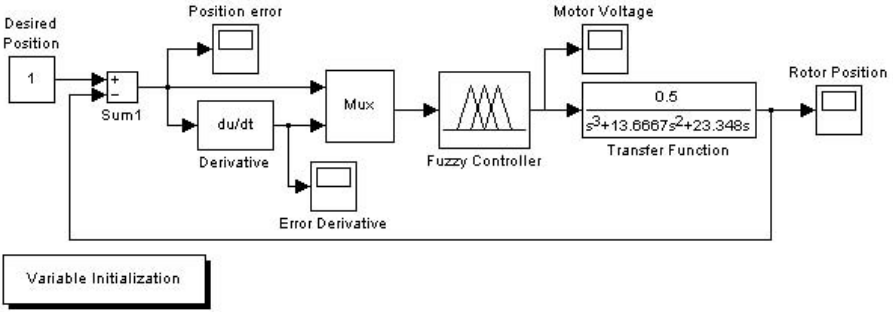 Desired
Position
1
+
−
Sum1
Position error
du/dt
Derivative
Error Derivative
Mux
Fuzzy Controller
Motor Voltage
0.5
s3+13.6667s2+23.348s
Transfer Function
Rotor Position
Variable Initialization